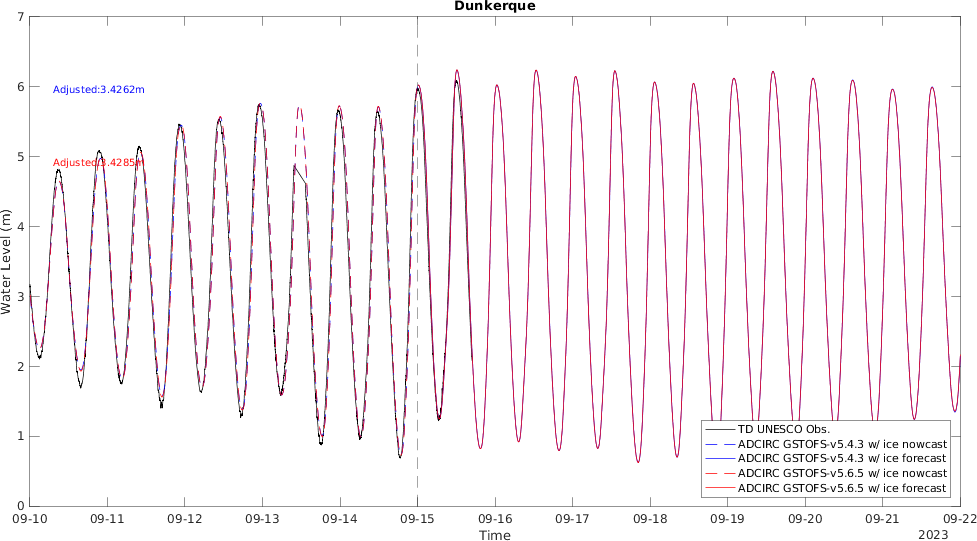 Dunkerque
7
6
5
4
3
2
1
0
Water Level (m)
Adjusted:3.4262m
Adjusted:3.4285m
TD UNESCO Obs.
ADCIRC GSTOFS-v5.4.3 w/ ice nowcast
ADCIRC GSTOFS-v5.4.3 w/ ice forecast
ADCIRC GSTOFS-v5.6.5 w/ ice nowcast
ADCIRC GSTOFS-v5.6.5 w/ ice forecast
09-10 09-11 09-12 09-13 09-14 09-15 09-16 09-17 09-18 09-19 09-20 09-21 09-22
Time
2023